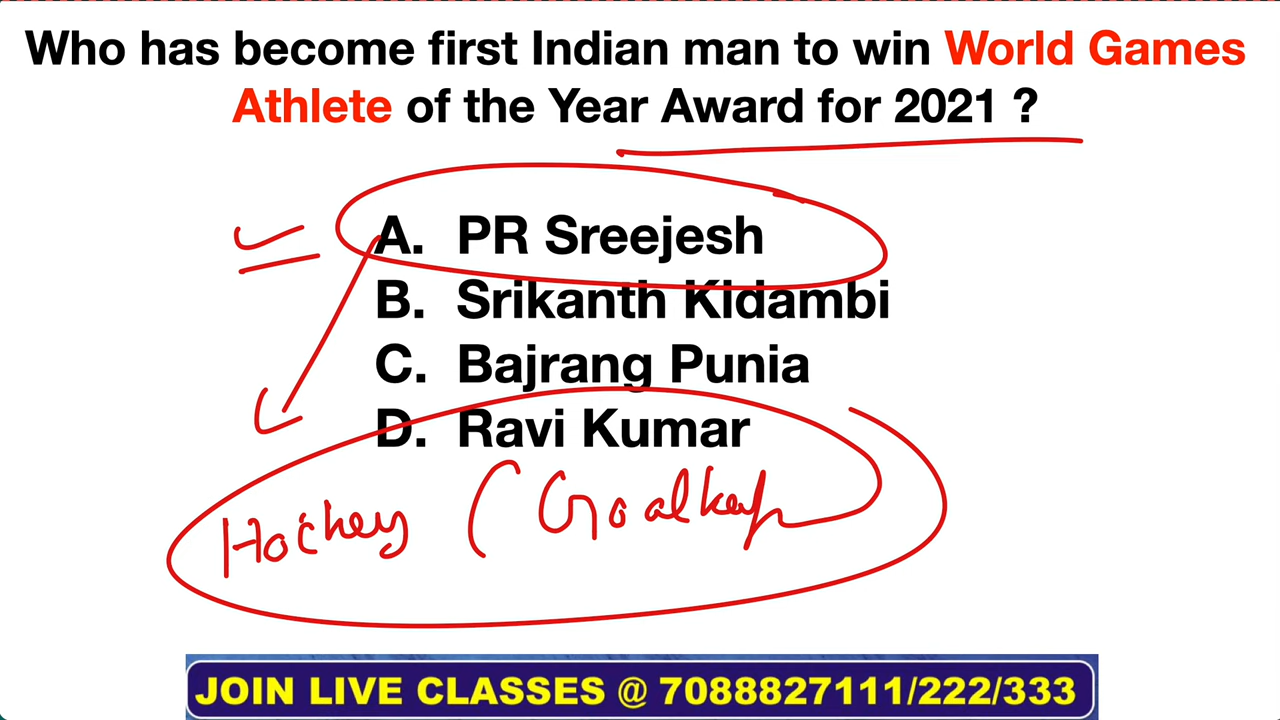 Who has become first Indian man to win World Games
Athlete of the Year Award for 2021 ?
A. PR Sreejesh
B. Srikanth Kidambi
C. Bajrang Punia
D. Ravi Kumar
Hockey (Goalkeep
JOIN LIVE CLASSES @ 7088827111/222/333